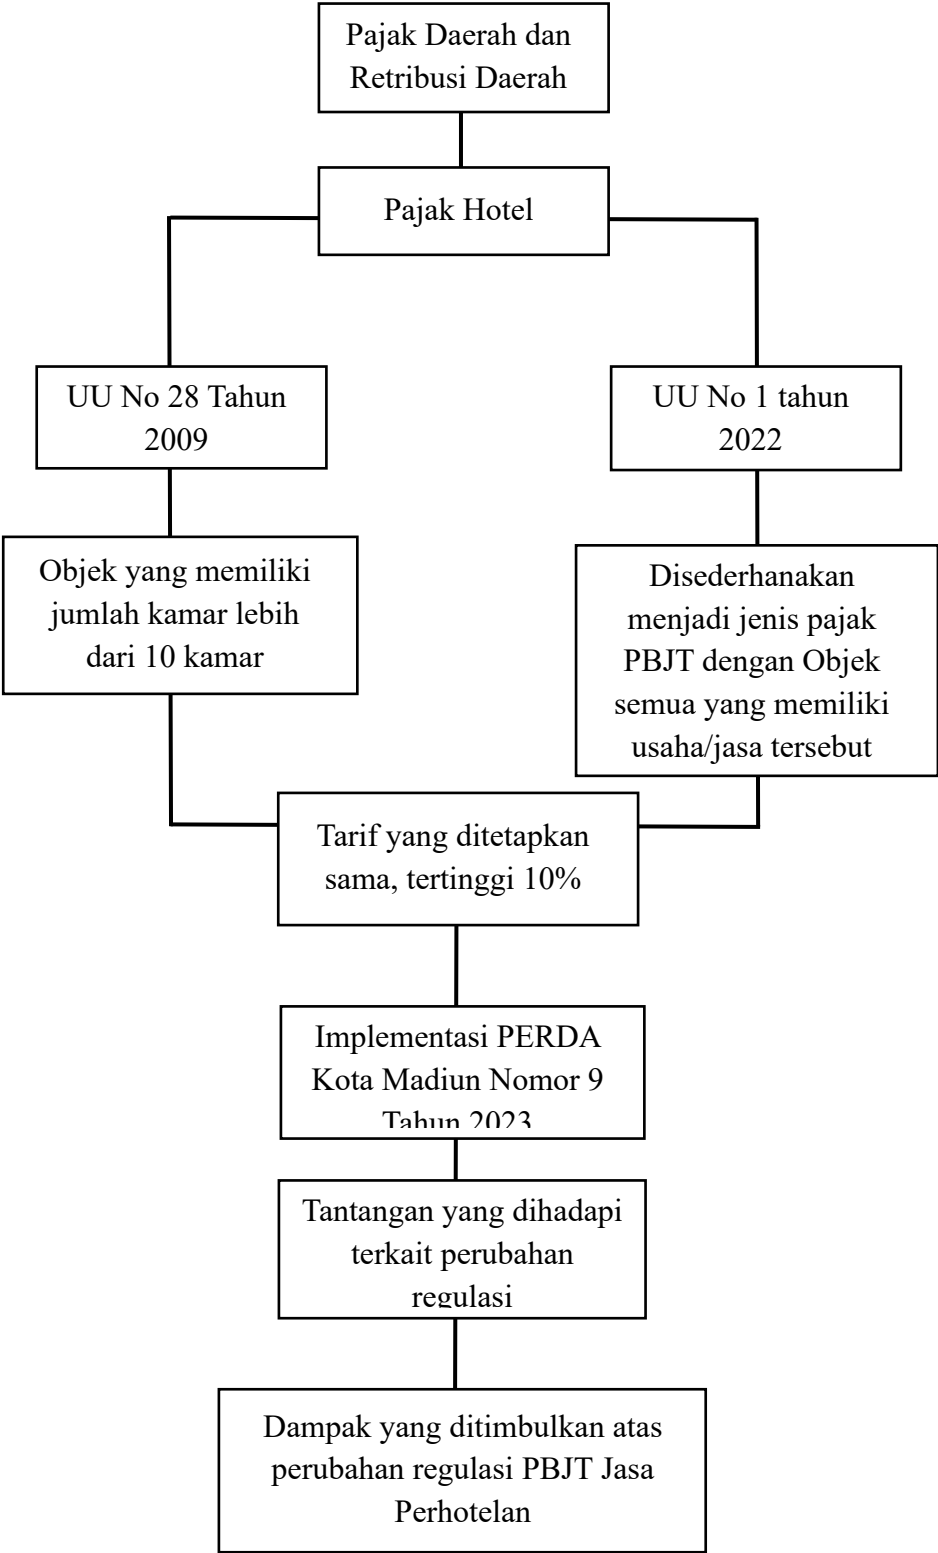 Pajak Daerah dan
Retribusi Daerah
Pajak Hotel
UU No 28 Tahun
2009
UU No 1 tahun
2022
Objek yang memiliki
jumlah kamar lebih
dari 10 kamar
Disederhanakan
menjadi jenis pajak
PBJT dengan Objek
semua yang memiliki
usaha/jasa tersebut
Tarif yang ditetapkan
sama, tertinggi 10%
Implementasi PERDA
Kota Madiun Nomor 9
Tahun 2023
Tantangan yang dihadapi
terkait perubahan
regulasi
Dampak yang ditimbulkan atas
perubahan regulasi PBJT Jasa
Perhotelan